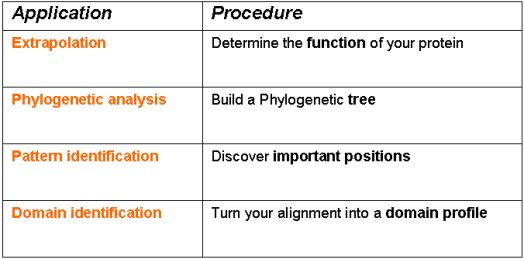 Application Procedure
Extrapolation Determine the function of your protein
Phylogenetic analysis Build a Phylogenetic tree
Pattern identification Discover important positions
Domain identification Turn your alignment into a domain profile